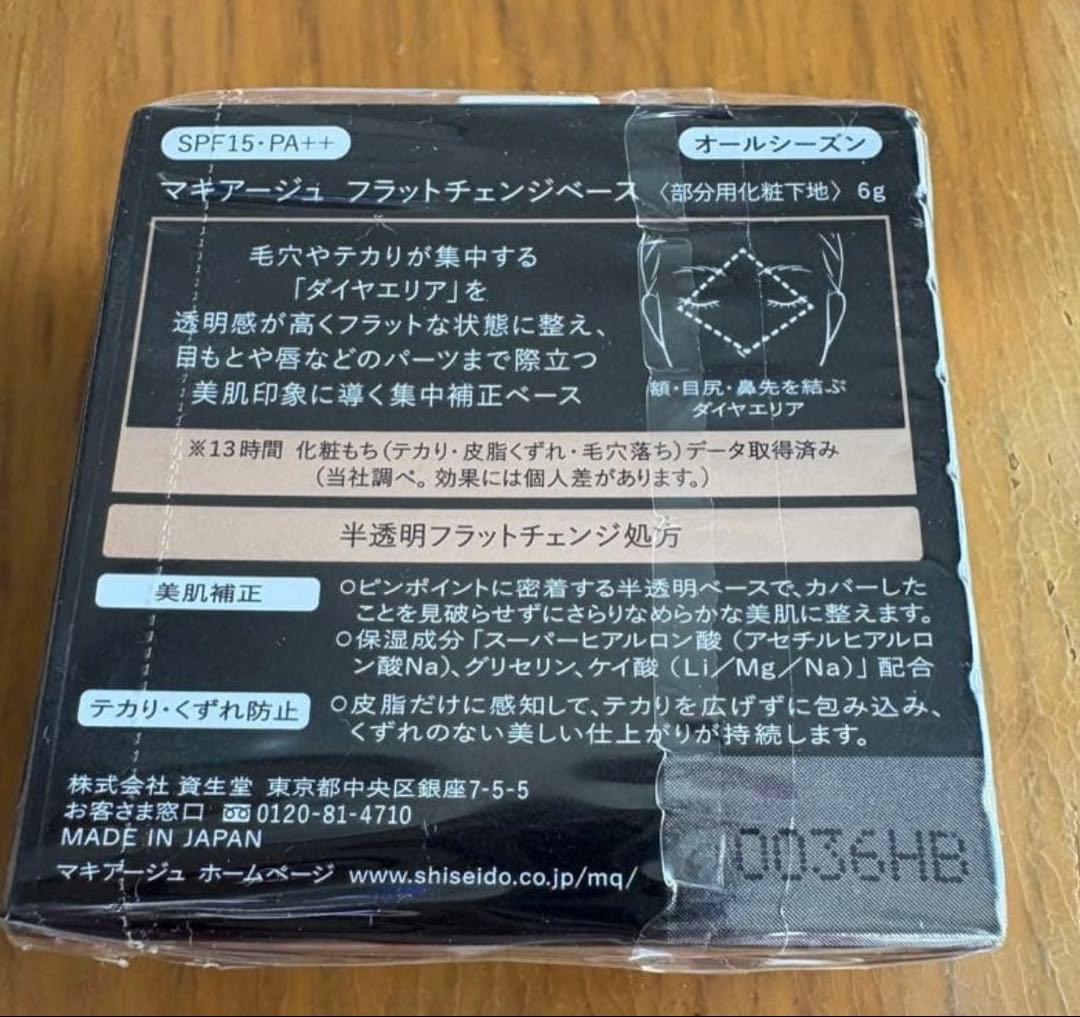 SPF15・PA++
オールシーズン
マキアージュ フラットチェンジベース 〈部分用化粧下地〉 6g
毛穴やテカリが集中する
「ダイヤエリア」を
透明感が高くフラットな状態に整え、
目もとや唇などのパーツまで際立つ
美肌印象に導く集中補正ベース
額・目尻・鼻先を結ぶ
ダイヤエリア
※13時間 化粧もち(テカリ・皮脂くずれ・毛穴落ち)データ取得済み
(当社調べ。効果には個人差があります。)
半透明フラットチェンジ処方
美肌補正
○ピンポイントに密着する半透明ベースで、カバーした
ことを見破らせずにさらりなめらかな美肌に整えます。
○保湿成分「スーパーヒアルロン酸(アセチルヒアルロ
ン酸Na)、グリセリン、ケイ酸(Li/Mg/Na)」配合
テカリ・くずれ防止
○皮脂だけに感知して、テカリを広げずに包み込み、
くずれのない美しい仕上がりが持続します。
株式会社 資生堂 東京都中央区銀座7-5-5
お客さま窓口 0120-81-4710
MADE IN JAPAN
マキアージュ ホームページ www.shiseido.co.jp/mq/
0036HB